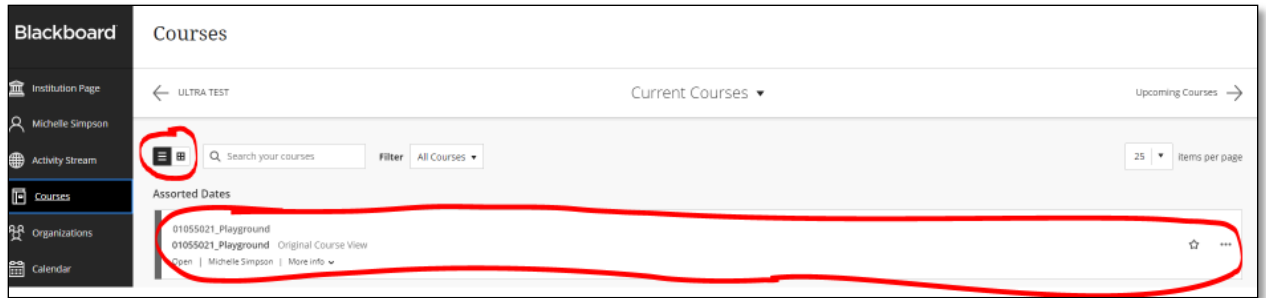 Blackboard
Courses
Institution Page
Michelle Simpson
Activity Stream
Courses
Organizations
Calendar
ULTRA TEST
Current Courses
Upcoming Courses
Search your courses
Filter
All Courses
25
items per page
Assorted Dates
01055021_Playground
01055021_Playground Original Course View
Open | Michelle Simpson | More info